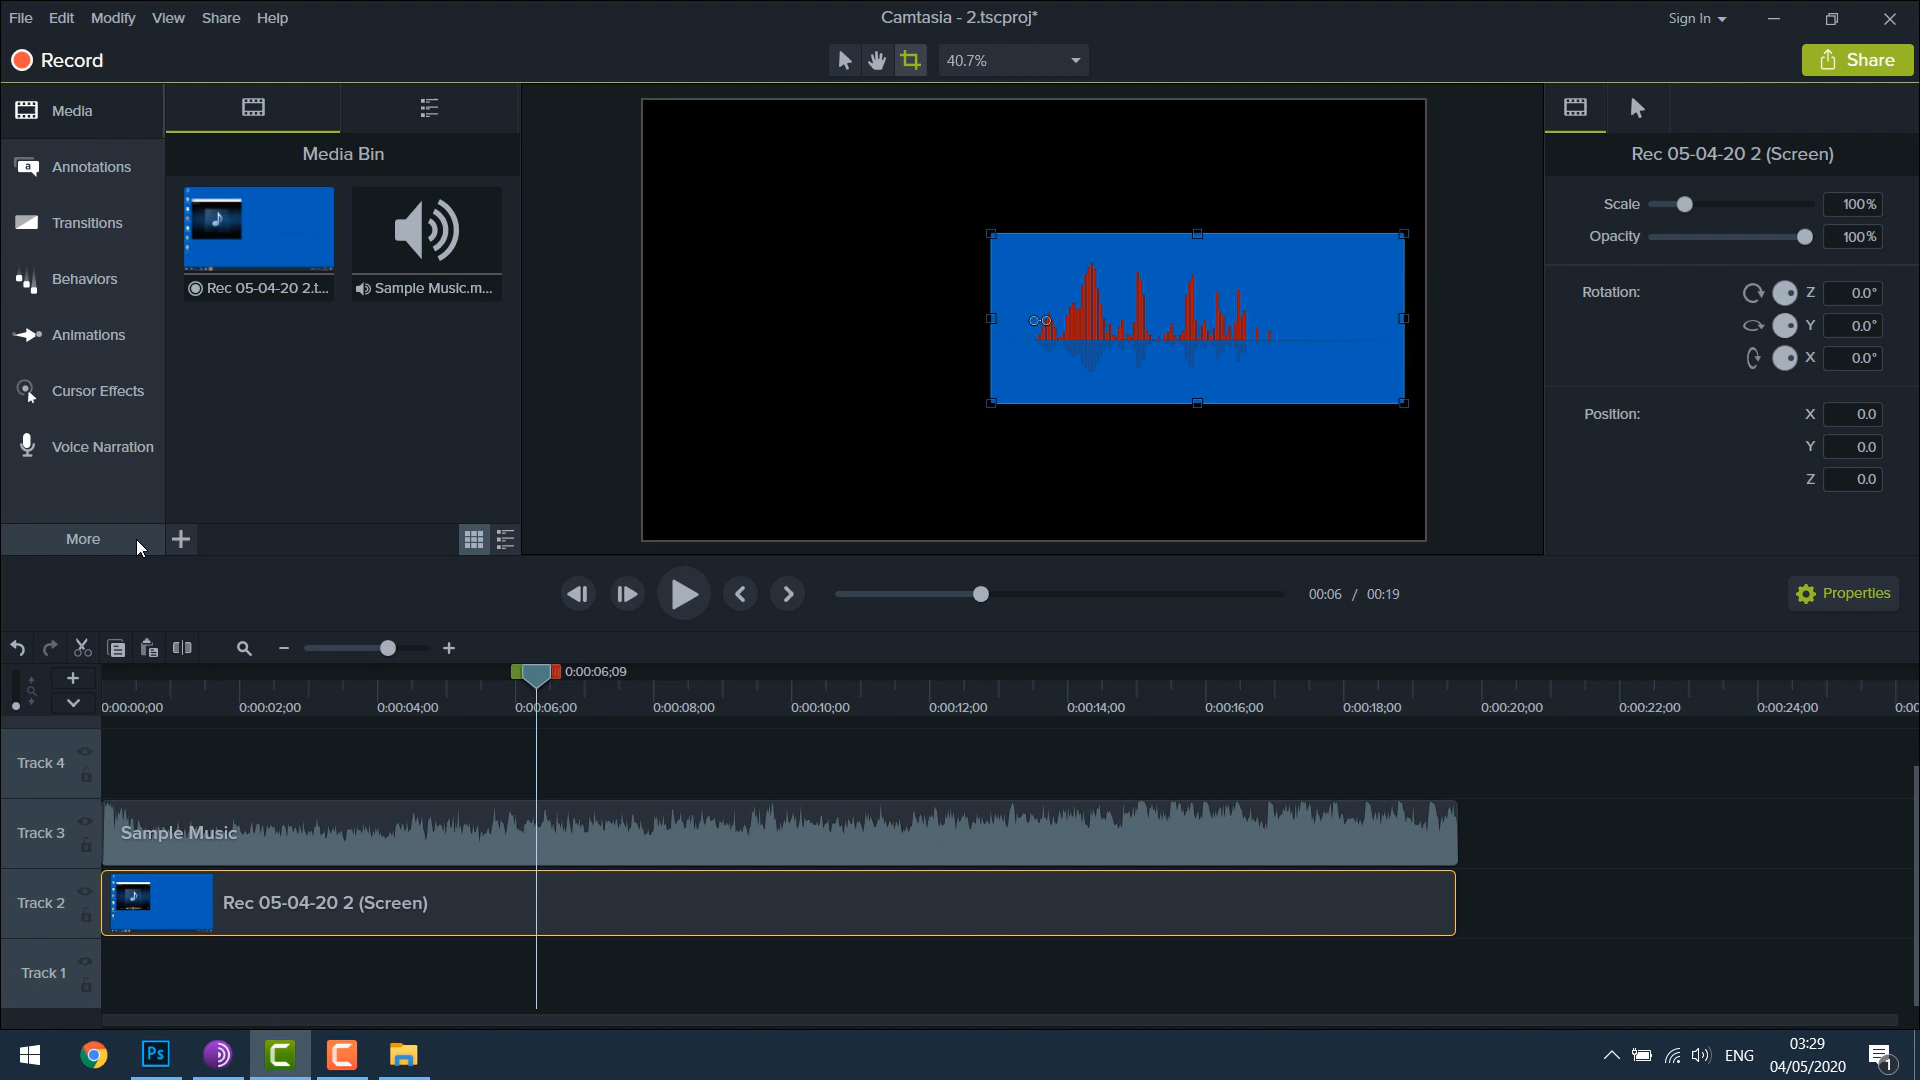 File Edit Modify View Share Help
Camtasia - 2.tscproj*
Sign In
Record
40.7%
Share
Media
Annotations
Transitions
Behaviors
Animations
Cursor Effects
Voice Narration
More
Media Bin
Rec 05-04-20 2.t...
Sample Music.m...
Rec 05-04-20 2 (Screen)
Scale 100%
Opacity 100%
Rotation: Z 0.0°
Y 0.0°
X 0.0°
Position: X 0.0
Y 0.0
Z 0.0
00:06 / 00:19
Properties
0:00:06;09
0:00:00;00 0:00:02;00 0:00:04;00 0:00:06;00 0:00:08;00 0:00:10;00 0:00:12;00 0:00:14;00 0:00:16;00 0:00:18;00 0:00:20;00 0:00:22;00 0:00:24;00 0:00
Track 4
Track 3
Sample Music
Track 2
Rec 05-04-20 2 (Screen)
Track 1
Ps
ENG
03:29
04/05/2020
1